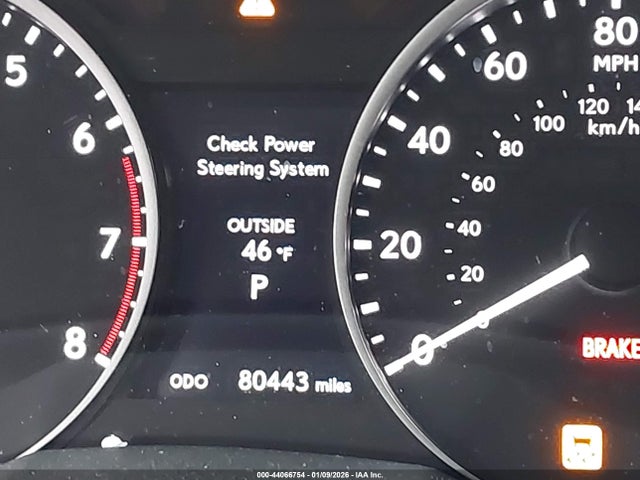 5
6
7
8
Check Power
Steering System
OUTSIDE
46 °F
P
ODO 80443 miles
80
MPH
60
40
20
0
120
100
km/h
80
60
40
20
0
BRAKE
000-44066754 - 01/09/2026 - IAA Inc.